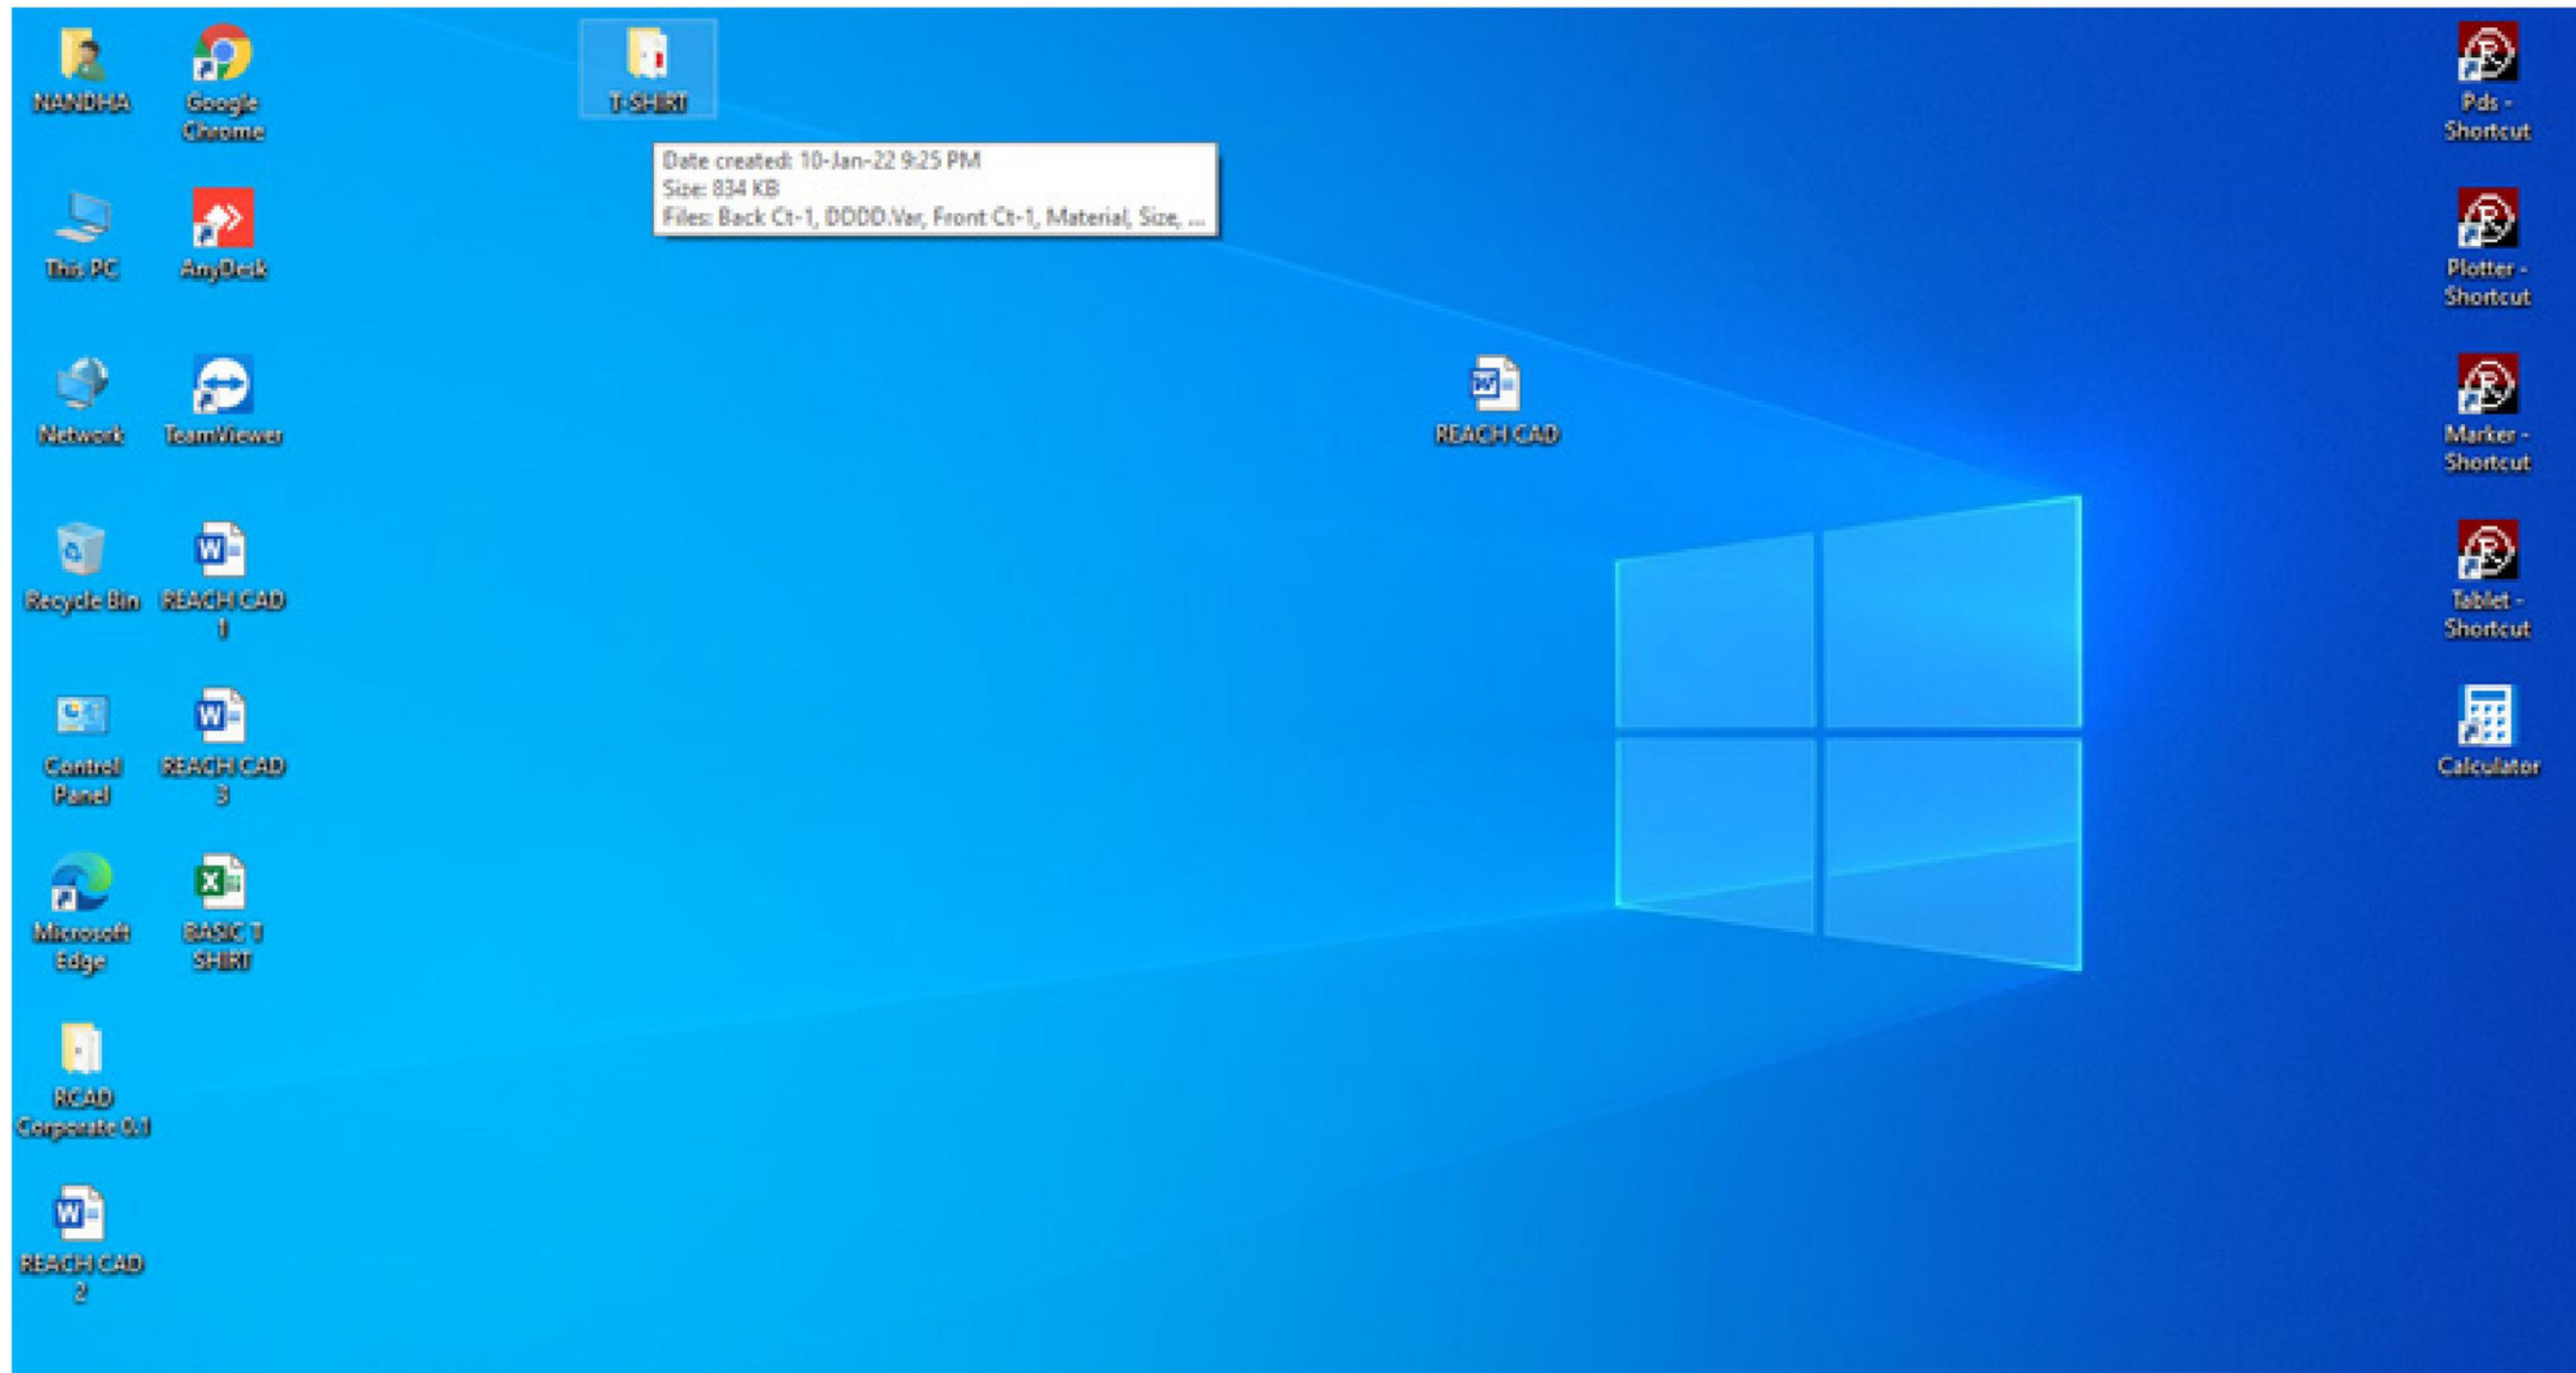 NANDHA
Google
Chrome
T-SHIRT
Date created: 10-Jan-22 9:25 PM
Size: 834 KB
Files: Back Ct-1, DDDD.Var, Front Ct-1, Material, Size, ...
Pds -
Shortcut
This PC
AnyDesk
Plotter -
Shortcut
Network
TeamViewer
REACH CAD
Marker -
Shortcut
Recycle Bin
REACH CAD
1
Tablet -
Shortcut
Control
Panel
REACH CAD
3
Calculator
Microsoft
Edge
BASIC T
SHIRT
RCAD
Corporate 0.1
REACH CAD
2